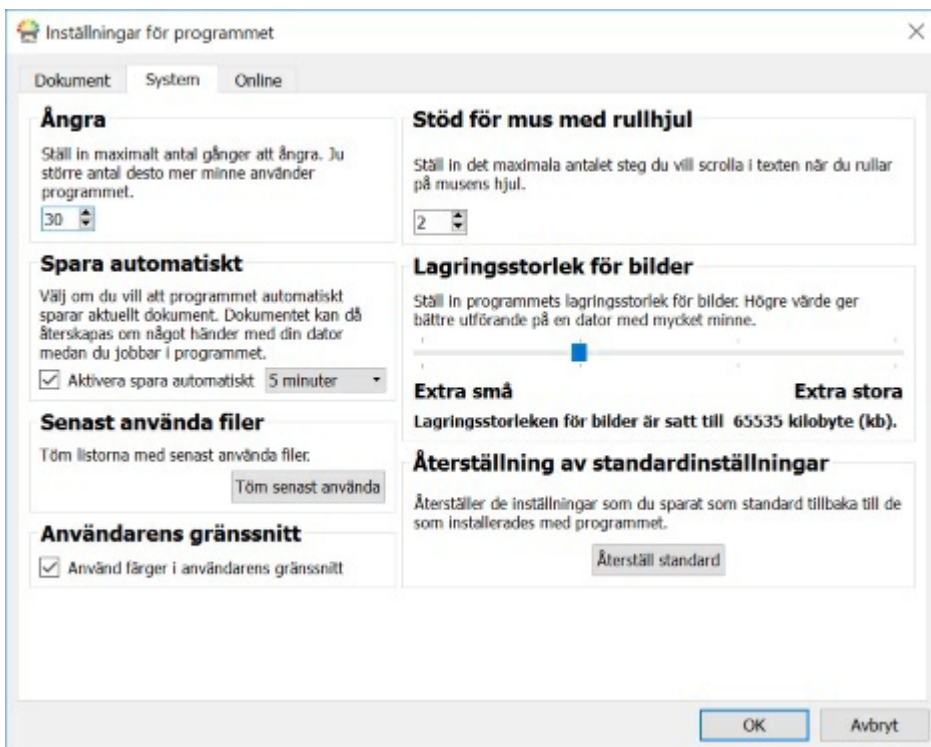 Inställningar för programmet
Dokument
System
Online
Ångra
Ställ in maximalt antal gånger att ångra. Ju
större antal desto mer minne använder
programmet.
30
Spara automatiskt
Välj om du vill att programmet automatiskt
sparar aktuellt dokument. Dokumentet kan då
återskapas om något händer med din dator
medan du jobbar i programmet.
Aktivera spara automatiskt 5 minuter
Senast använda filer
Töm listorna med senast använda filer.
Töm senast använda
Användarens gränssnitt
Använd färger i användarens gränssnitt
Stöd för mus med rullhjul
Ställ in det maximala antalet steg du vill scrolla i texten når du rullar
på musens hjul.
2
Lagringsstorlek för bilder
Ställ in programmets lagringsstorlek för bilder. Högre värde ger
bättre utförande på en dator med mycket minne.
Extra små Extra stora
Lagringsstorleken för bilder är satt till 65535 kilobyte (kb).
Återställning av standardinställningar
Återställer de inställningar som du sparat som standard tillbaka till de
som installerades med programmet.
Återställ standard
OK
Avbryt